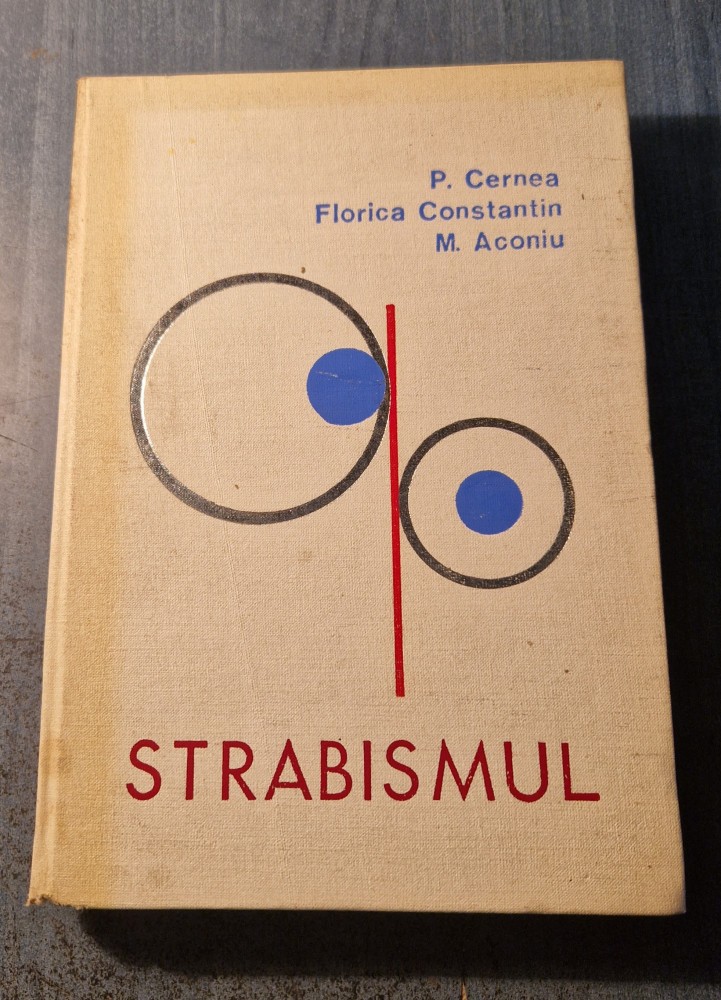 P. Cernea
Florica Constantin
M. Aconiu
STRABISMUL